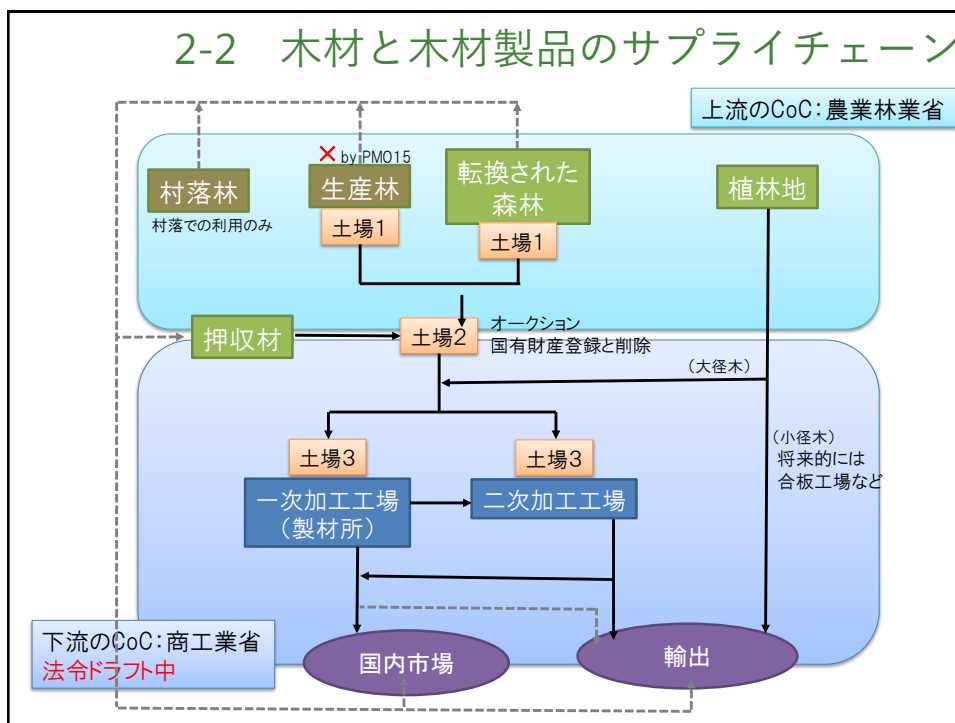 2-2 木材と木材製品のサプライチェーン
上流のCoC：農業林業省
× by PMO15
村落林
生産林
転換された
森林
植林地
村落での利用のみ
土場1
土場1
押収材
土場2
オークション
国有財産登録と削除
（大径木）
（小径木）
将来的には
合板工場など
土場3
土場3
一次加工工場
（製材所）
二次加工工場
下流のCoC：商工業省
法令ドラフト中
国内市場
輸出